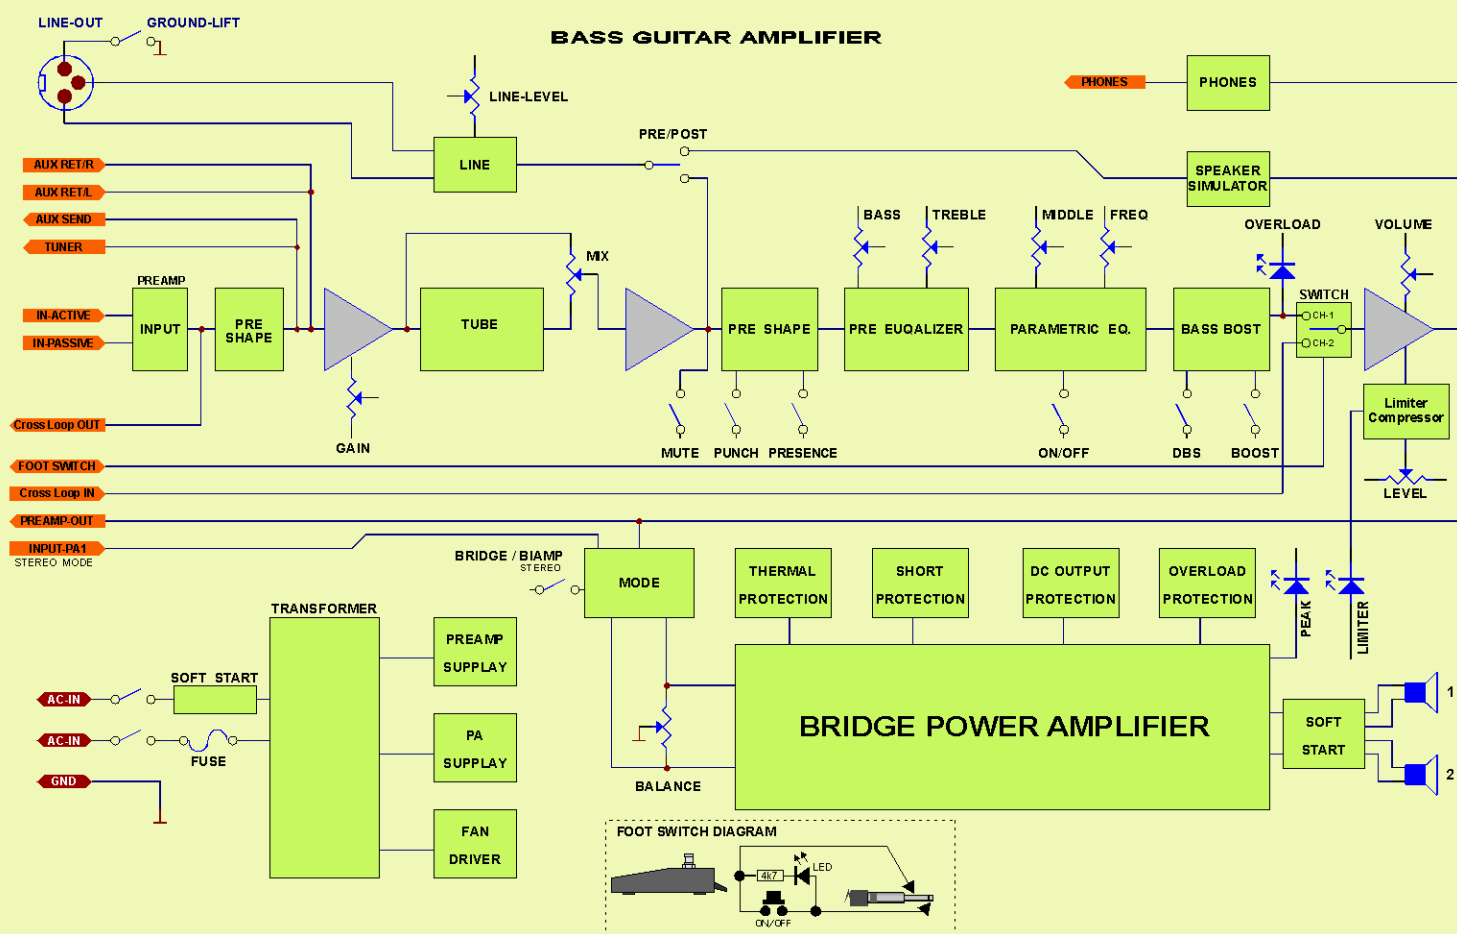 LINE-OUT
GROUND-LIFT
BASS GUITAR AMPLIFIER
LINE-LEVEL
PHONES
PHONES
LINE
PRE/POST
SPEAKER
SIMULATOR
AUX RET/R
AUX RET/L
AUX SEND
TUNER
BASS
TREBLE
MIDDLE
FREQ
OVERLOAD
VOLUME
MIX
PREAMP
INPUT
PRE
SHAPE
TUBE
PRE SHAPE
PRE EUQALIZER
PARAMETRIC EQ.
BASS BOST
SWITCH
CH-1
CH-2
IN-ACTIVE
IN-PASSIVE
Limiter
Compressor
Cross Loop OUT
GAIN
MUTE
PUNCH
PRESENCE
ON/OFF
DBS
BOOST
FOOT SWITCH
Cross Loop IN
LEVEL
PREAMP-OUT
INPUT-PA1
STEREO MODE
BRIDGE / BIAMP
STEREO
MODE
THERMAL
PROTECTION
SHORT
PROTECTION
DC OUTPUT
PROTECTION
OVERLOAD
PROTECTION
PEAK
LIMITER
TRANSFORMER
PREAMP
SUPPLAY
SOFT START
AC-IN
AC-IN
FUSE
GND
PA
SUPPLAY
FAN
DRIVER
BALANCE
BRIDGE POWER AMPLIFIER
SOFT
START
1
2
FOOT SWITCH DIAGRAM
LED
4k7
ON/OFF